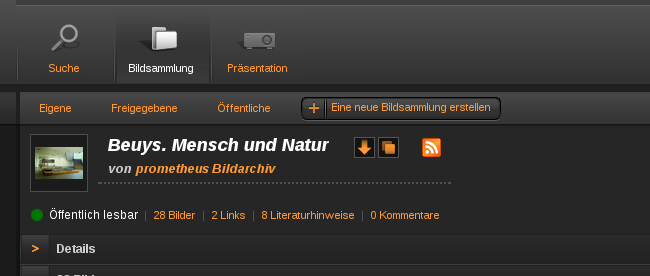 Suche
Bildsammlung
Präsentation
Eigene
Freigegebene
Öffentliche
+ Eine neue Bildsammlung erstellen
Beuys. Mensch und Natur
von prometheus Bildarchiv
Öffentlich lesbar | 28 Bilder | 2 Links | 8 Literaturhinweise | 0 Kommentare
> Details